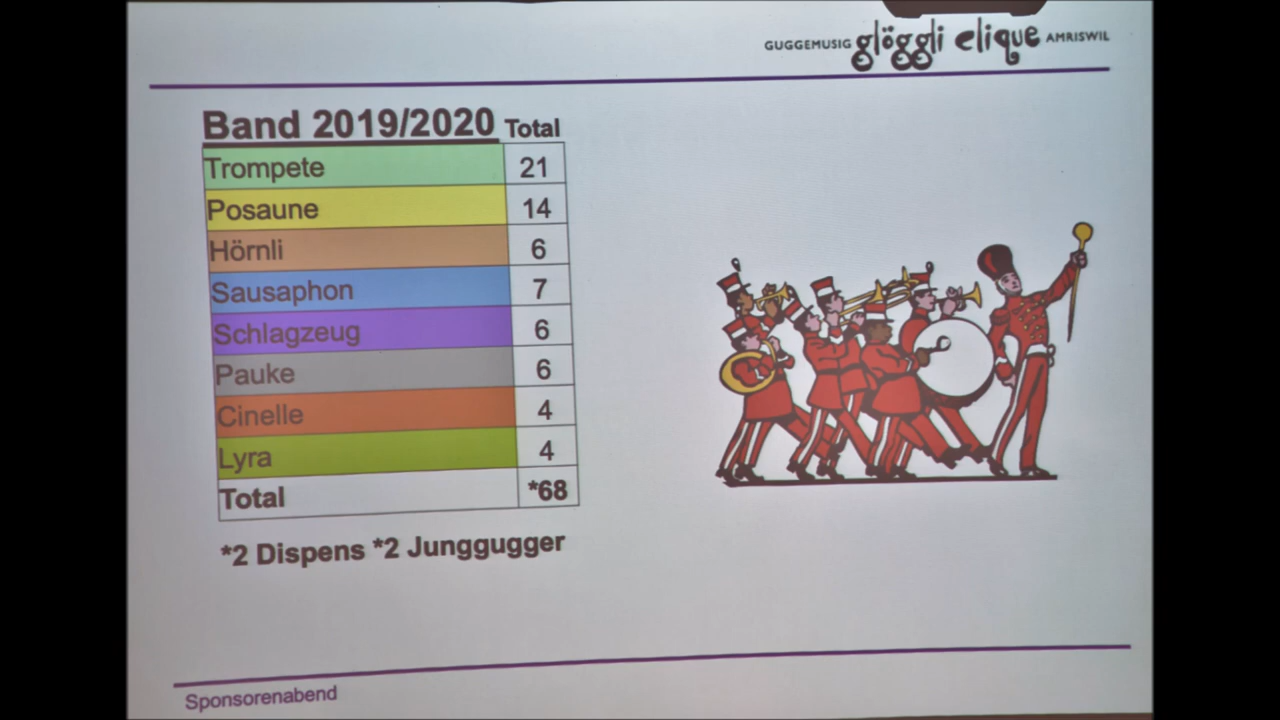 GUGGEMUSIG glöggli clique AMRISWIL
Band 2019/2020 Total
Trompete 21
Posaune 14
Hörnli 6
Sausaphon 7
Schlagzeug 6
Pauke 6
Cinelle 4
Lyra 4
Total *68
*2 Dispens *2 Junggugger
Sponsorenabend